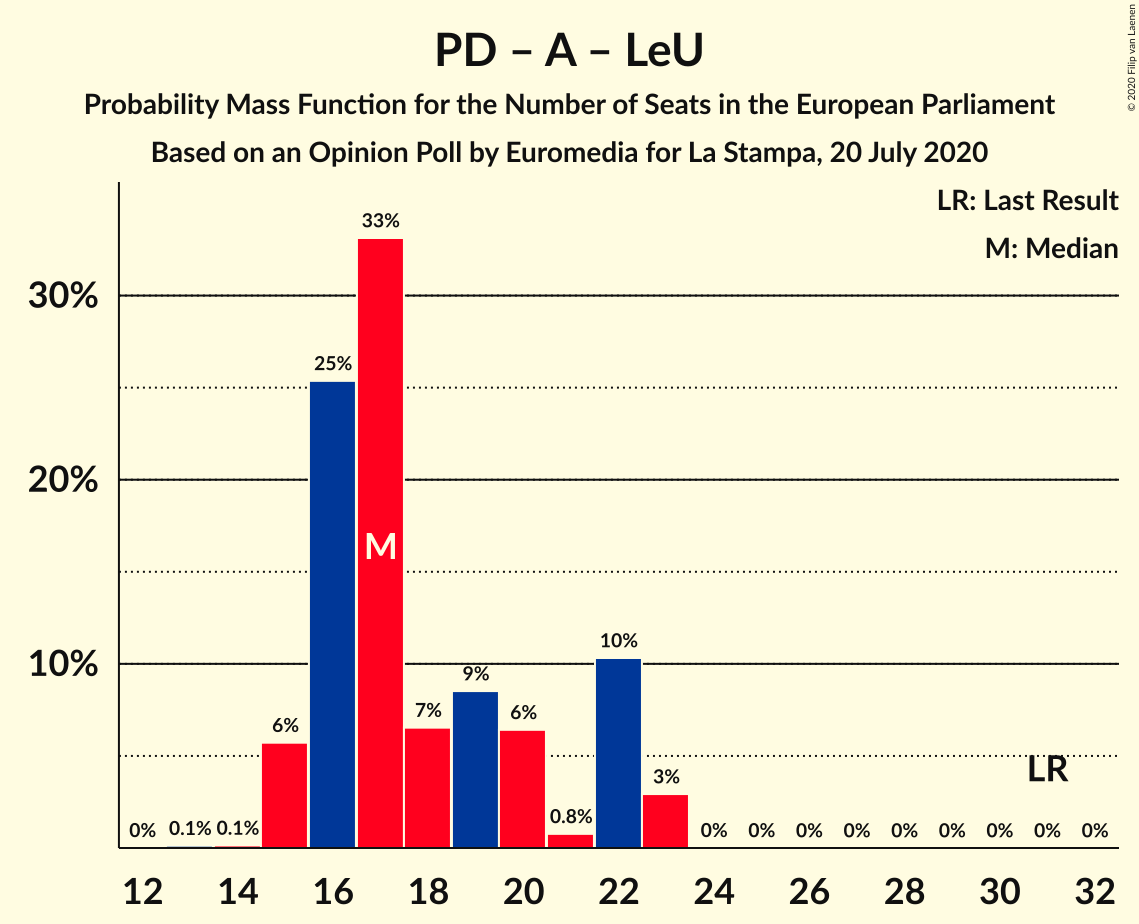 PD – A – LeU
Probability Mass Function for the Number of Seats in the European Parliament
Based on an Opinion Poll by Euromedia for La Stampa, 20 July 2020
© 2020 Filip van Laenen
LR: Last Result
M: Median
33%
30%
25%
20%
M
10%
10%
9%
7%
6%
6%
3%
LR
0%
0.1%
0.1%
0.8%
0%
0%
0%
0%
0%
0%
0%
0%
0%
12 14 16 18 20 22 24 26 28 30 32